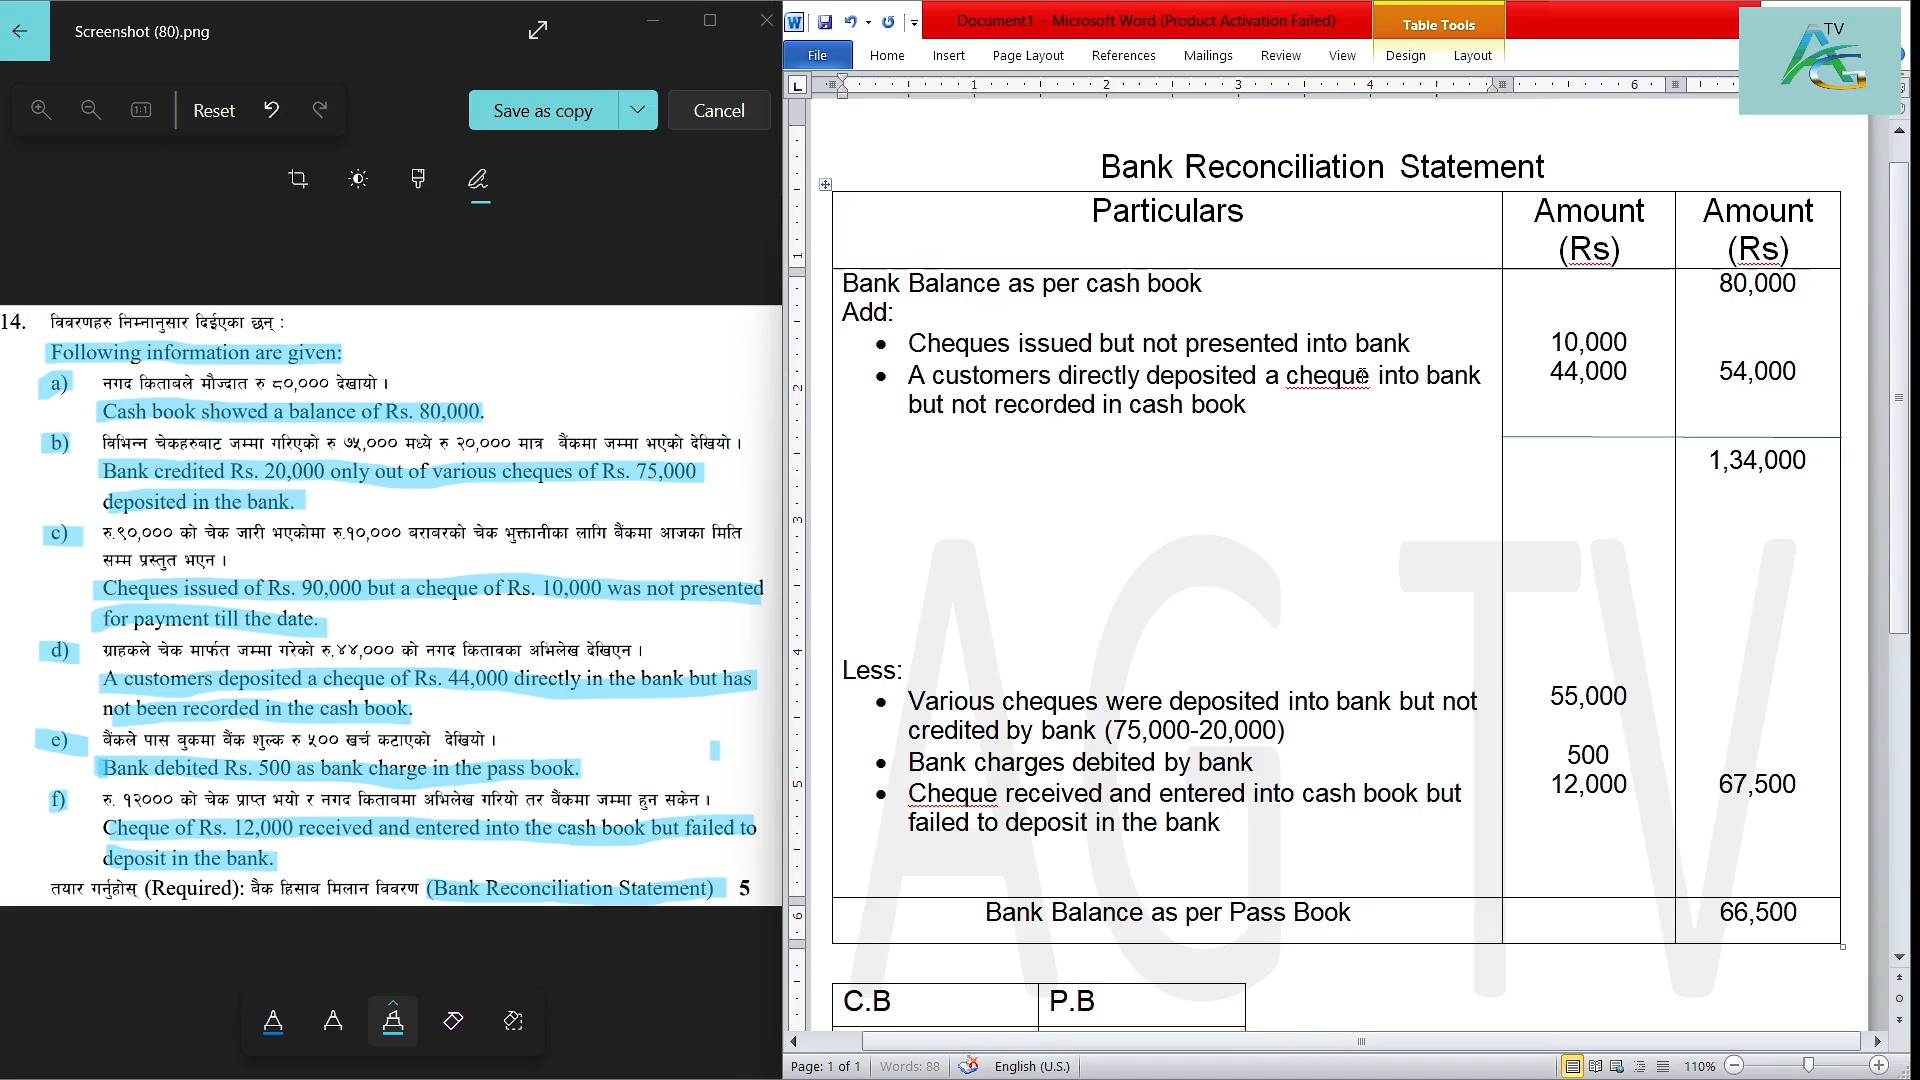 Screenshot (80).png
Reset
Save as copy
Cancel
14. विवरणहरु निम्नानुसार दिईएका छन् :
Following information are given:
a) नगद किताबले मौज्दात रु ८०,००० देखायो ।
Cash book showed a balance of Rs. 80,000.
b) विभिन्न चेकहरुबाट जम्मा गरिएको रु ७५,००० मध्ये रु २०,००० मात्र बैंकमा जम्मा भएको देखियो ।
Bank credited Rs. 20,000 only out of various cheques of Rs. 75,000
deposited in the bank.
c) रु.९०,००० को चेक जारी भएकोमा रु.१०,००० बराबरको चेक भुक्तानीका लागि बैंकमा आजका मिति
सम्म प्रस्तुत भएन ।
Cheques issued of Rs. 90,000 but a cheque of Rs. 10,000 was not presented
for payment till the date.
d) ग्राहकले चेक मार्फत जम्मा गरेको रु.४४,००० को नगद कितावका अभिलेख देखिएन ।
A customers deposited a cheque of Rs. 44,000 directly in the bank but has
not been recorded in the cash book.
e) बैंकले पास बुकमा बैंक शुल्क रु ५०० खर्च कटाएको देखियो ।
Bank debited Rs. 500 as bank charge in the pass book.
f) रु. १२००० को चेक प्राप्त भयो र नगद किताबमा अभिलेख गरियो तर बैंकमा जम्मा हुन सकेन ।
Cheque of Rs. 12,000 received and entered into the cash book but failed to
deposit in the bank.
तयार गर्नुहोस् (Required): बैक हिसाब मिलान विवरण (Bank Reconciliation Statement) 5
Document1 - Microsoft Word (Product Activation Failed)
Table Tools
File Home Insert Page Layout References Mailings Review View Design Layout
TV
AG
Bank Reconciliation Statement
Particulars Amount (Rs) Amount (Rs)
Bank Balance as per cash book 80,000
Add:
• Cheques issued but not presented into bank 10,000
• A customers directly deposited a cheque into bank 44,000 54,000
but not recorded in cash book
1,34,000
Less:
• Various cheques were deposited into bank but not 55,000
credited by bank (75,000-20,000)
• Bank charges debited by bank 500
• Cheque received and entered into cash book but 12,000 67,500
failed to deposit in the bank
Bank Balance as per Pass Book 66,500
C.B P.B
AG TV
Page: 1 of 1 Words: 88 English (U.S.) 110%